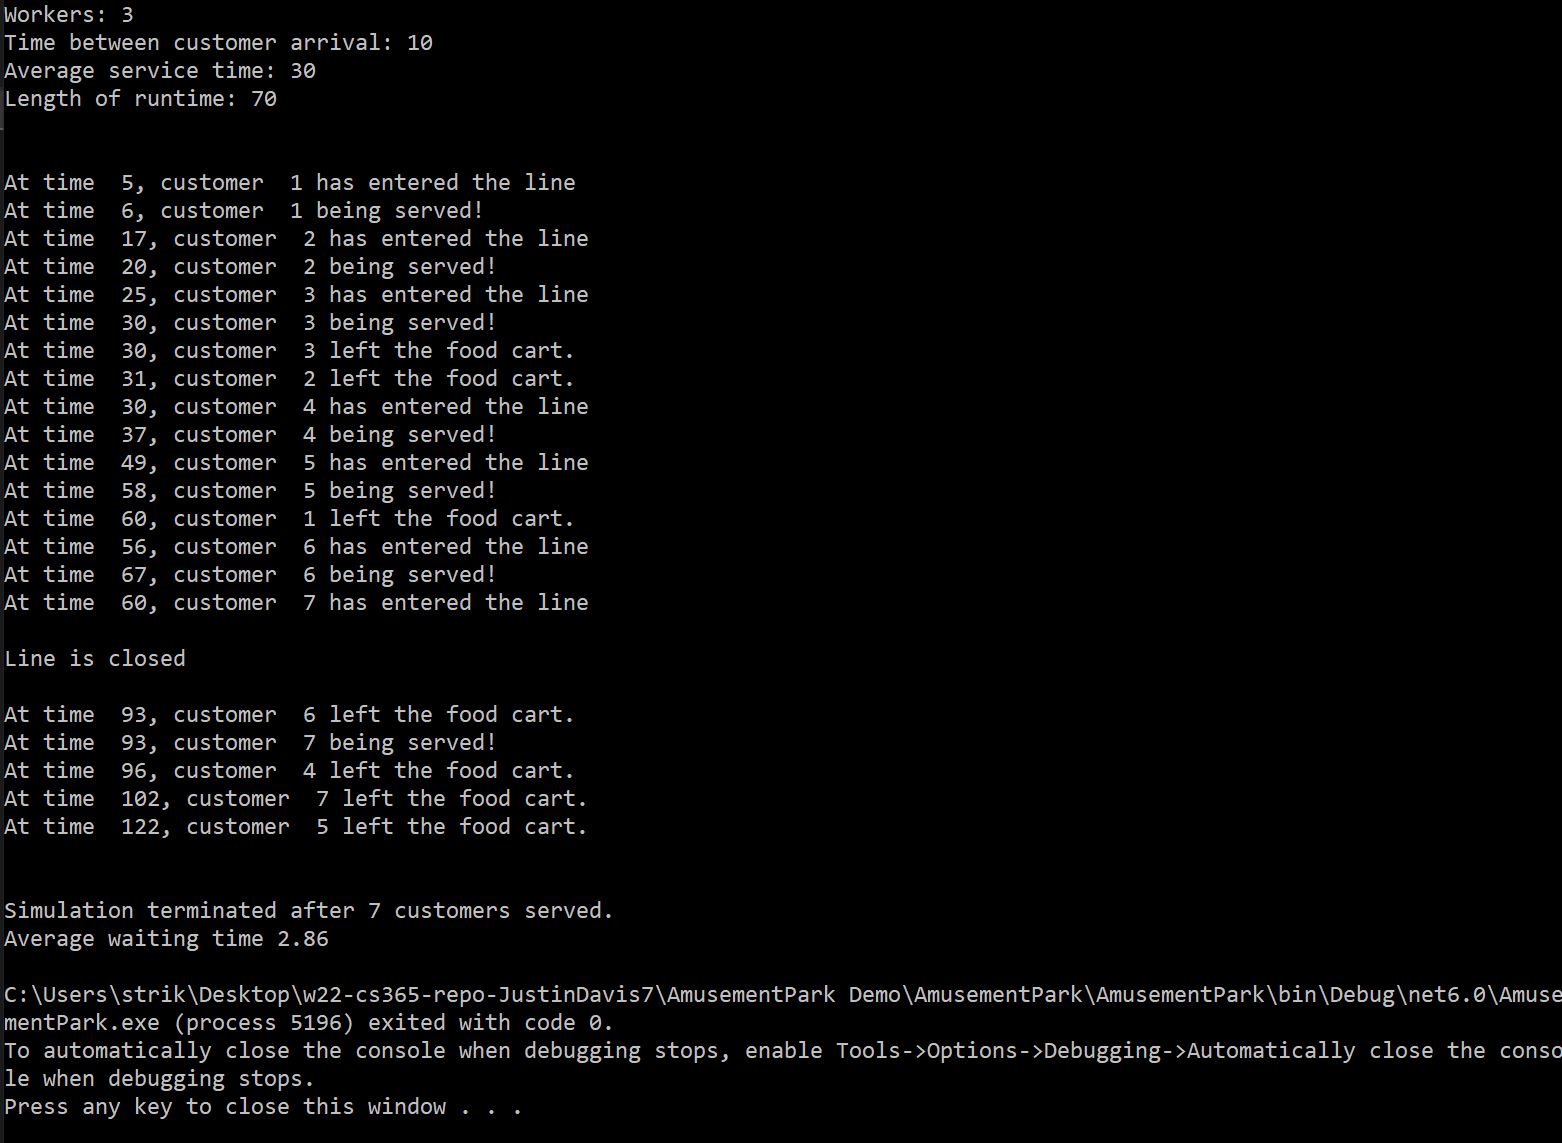 Workers: 3
Time between customer arrival: 10
Average service time: 30
Length of runtime: 70
At time  5, customer  1 has entered the line
At time  6, customer  1 being served!
At time  17, customer  2 has entered the line
At time  20, customer  2 being served!
At time  25, customer  3 has entered the line
At time  30, customer  3 being served!
At time  30, customer  3 left the food cart.
At time  31, customer  2 left the food cart.
At time  30, customer  4 has entered the line
At time  37, customer  4 being served!
At time  49, customer  5 has entered the line
At time  58, customer  5 being served!
At time  60, customer  1 left the food cart.
At time  56, customer  6 has entered the line
At time  67, customer  6 being served!
At time  60, customer  7 has entered the line
Line is closed
At time  93, customer  6 left the food cart.
At time  93, customer  7 being served!
At time  96, customer  4 left the food cart.
At time  102, customer  7 left the food cart.
At time  122, customer  5 left the food cart.
Simulation terminated after 7 customers served.
Average waiting time 2.86
C:\Users\strik\Desktop\w22-cs365-repo-JustinDavis7\AmusementPark Demo\AmusementPark\AmusementPark\bin\Debug\net6.0\Amuse
mentPark.exe (process 5196) exited with code 0.
To automatically close the console when debugging stops, enable Tools->Options->Debugging->Automatically close the conso
le when debugging stops.
Press any key to close this window . . .